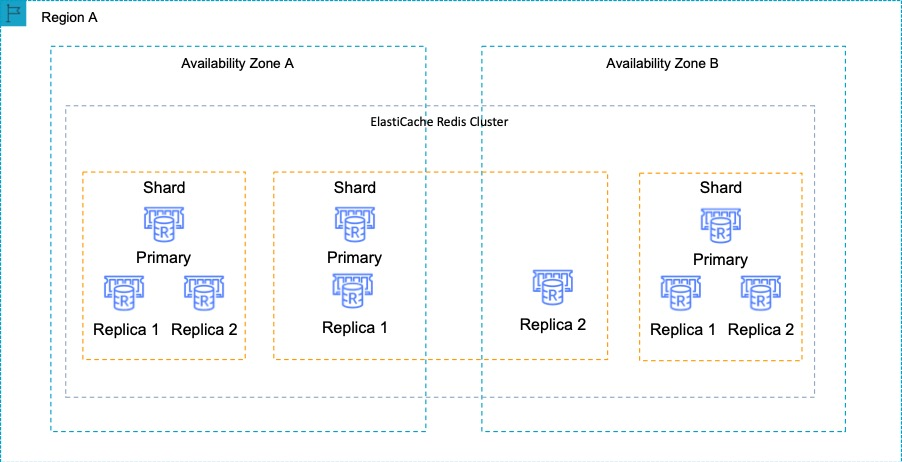 Region A
Availability Zone A
Availability Zone B
ElastiCache Redis Cluster
Shard
R
Primary
R
R
Replica 1
Replica 2
Shard
R
Primary
R
Replica 1
R
Replica 2
Shard
R
Primary
R
R
Replica 1
Replica 2